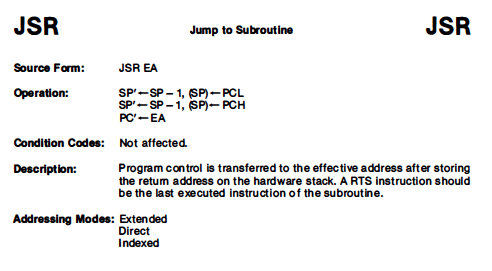 JSR Jump to Subroutine JSR
Source Form: JSR EA
Operation: SP'←SP – 1, (SP)←PCL
SP'←SP – 1, (SP)←PCH
PC'←EA
Condition Codes: Not affected.
Description: Program control is transferred to the effective address after storing
the return address on the hardware stack. A RTS instruction should
be the last executed instruction of the subroutine.
Addressing Modes: Extended
Direct
Indexed